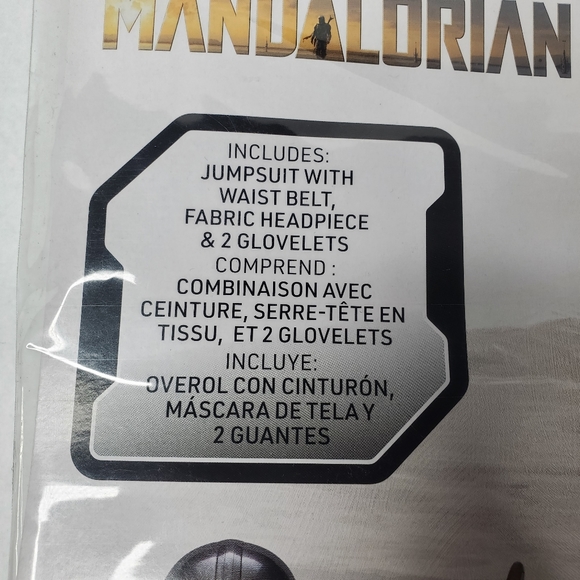 MANDALORIAN
INCLUDES:
JUMPSUIT WITH
WAIST BELT,
FABRIC HEADPIECE
& 2 GLOVELETS
COMPREND :
COMBINAISON AVEC
CEINTURE, SERRE-TÊTE EN
TISSU, ET 2 GLOVELETS
INCLUYE:
OVEROL CON CINTURÓN,
MÁSCARA DE TELA Y
2 GUANTES